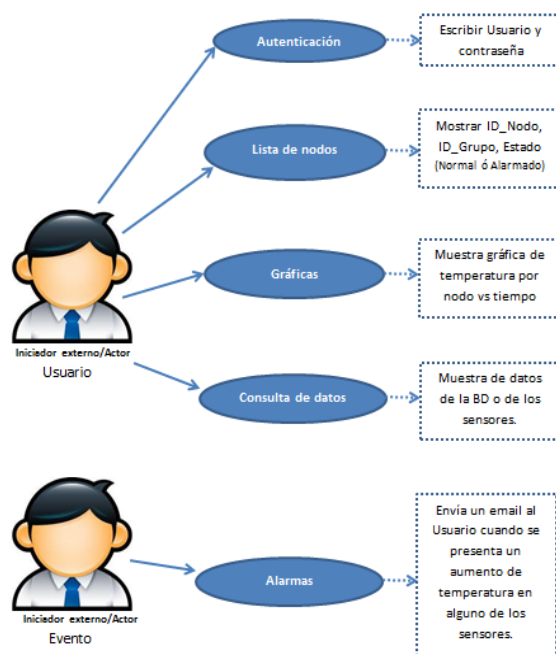 Autenticación
Escribir Usuario y
contraseña
Lista de nodos
Mostrar ID_Nodo,
ID_Grupo, Estado
(Normal ó Alarmado)
Gráficas
Muestra gráfica de
temperatura por
nodo vs tiempo
Iniciador externo/Actor
Usuario
Consulta de datos
Muestra de datos
de la BD o de los
sensores.
Alarmas
Envía un email al
Usuario cuando se
presenta un
aumento de
temperatura en
alguno de los
sensores.
Iniciador externo/Actor
Evento